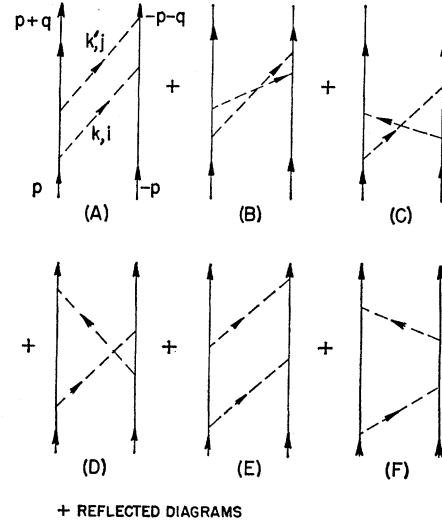 p+q -p-q
k',j
+ +
k,i
p -p
(A) (B) (C)
+ + +
(D) (E) (F)
+ REFLECTED DIAGRAMS